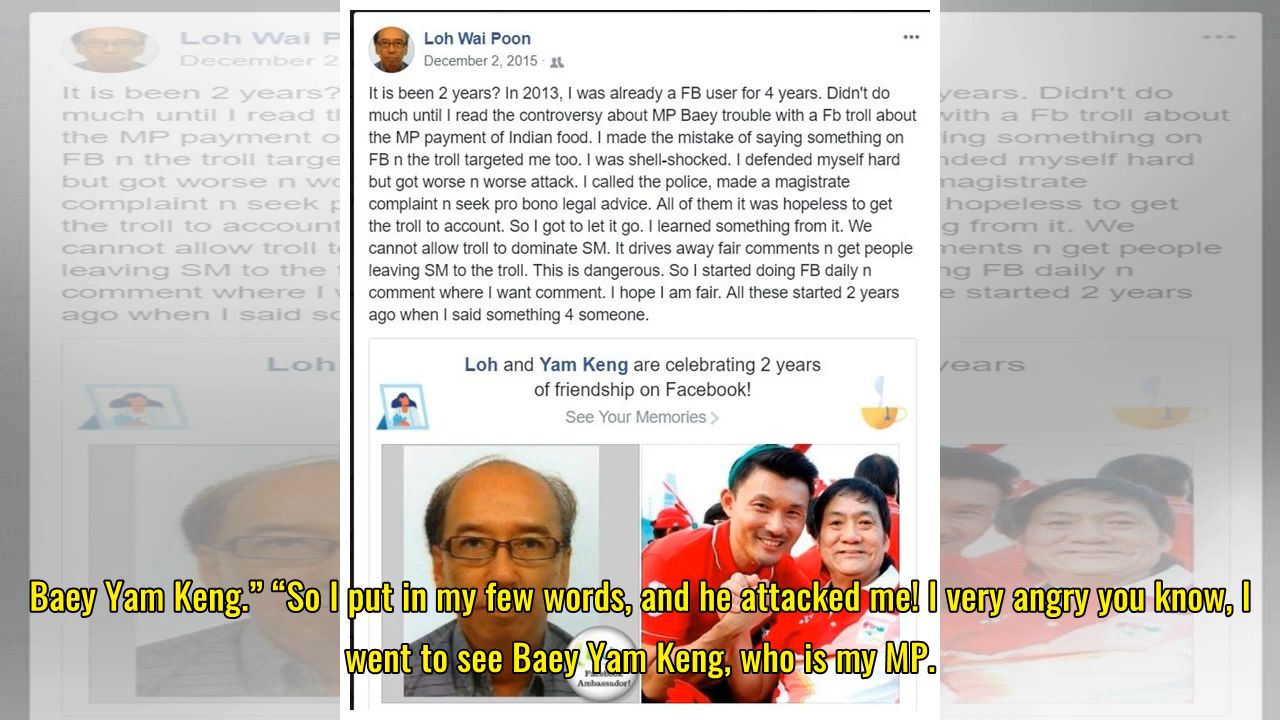 Loh Wai Poon
December 2, 2015 ·
It is been 2 years? In 2013, I was already a FB user for 4 years. Didn't do
much until I read the controversy about MP Baey trouble with a Fb troll about
the MP payment of Indian food. I made the mistake of saying something on
FB n the troll targeted me too. I was shell-shocked. I defended myself hard
but got worse n worse attack. I called the police, made a magistrate
complaint n seek pro bono legal advice. All of them it was hopeless to get
the troll to account. So I got to let it go. I learned something from it. We
cannot allow troll to dominate SM. It drives away fair comments n get people
leaving SM to the troll. This is dangerous. So I started doing FB daily n
comment where I want comment. I hope I am fair. All these started 2 years
ago when I said something 4 someone.
Loh and Yam Keng are celebrating 2 years
of friendship on Facebook!
See Your Memories >
Facebook
Ambassador!
Baey Yam Keng.” “So I put in my few words, and he attacked me! I very angry you know, I
went to see Baey Yam Keng, who is my MP.